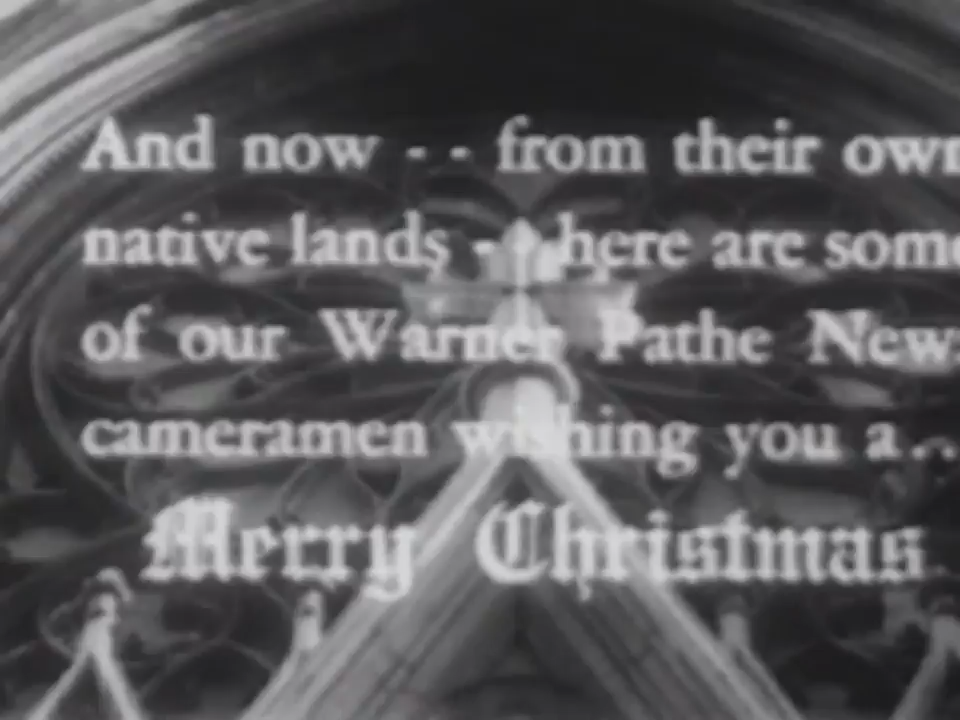 And now - - from their own
native lands - - here are some
of our Warner Pathe News
cameramen wishing you a..
Merry Christmas